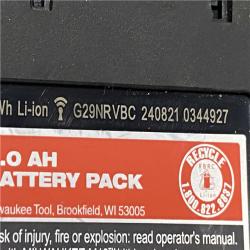 Wh Li-ion G29NRVBC 240821 0344927
.0 AH
ATTERY PACK
waukee Tool, Brookfield, WI 53005
RECYCLE
1.800.822.8837
sk of injury, fire or explosion: read operator's manual.